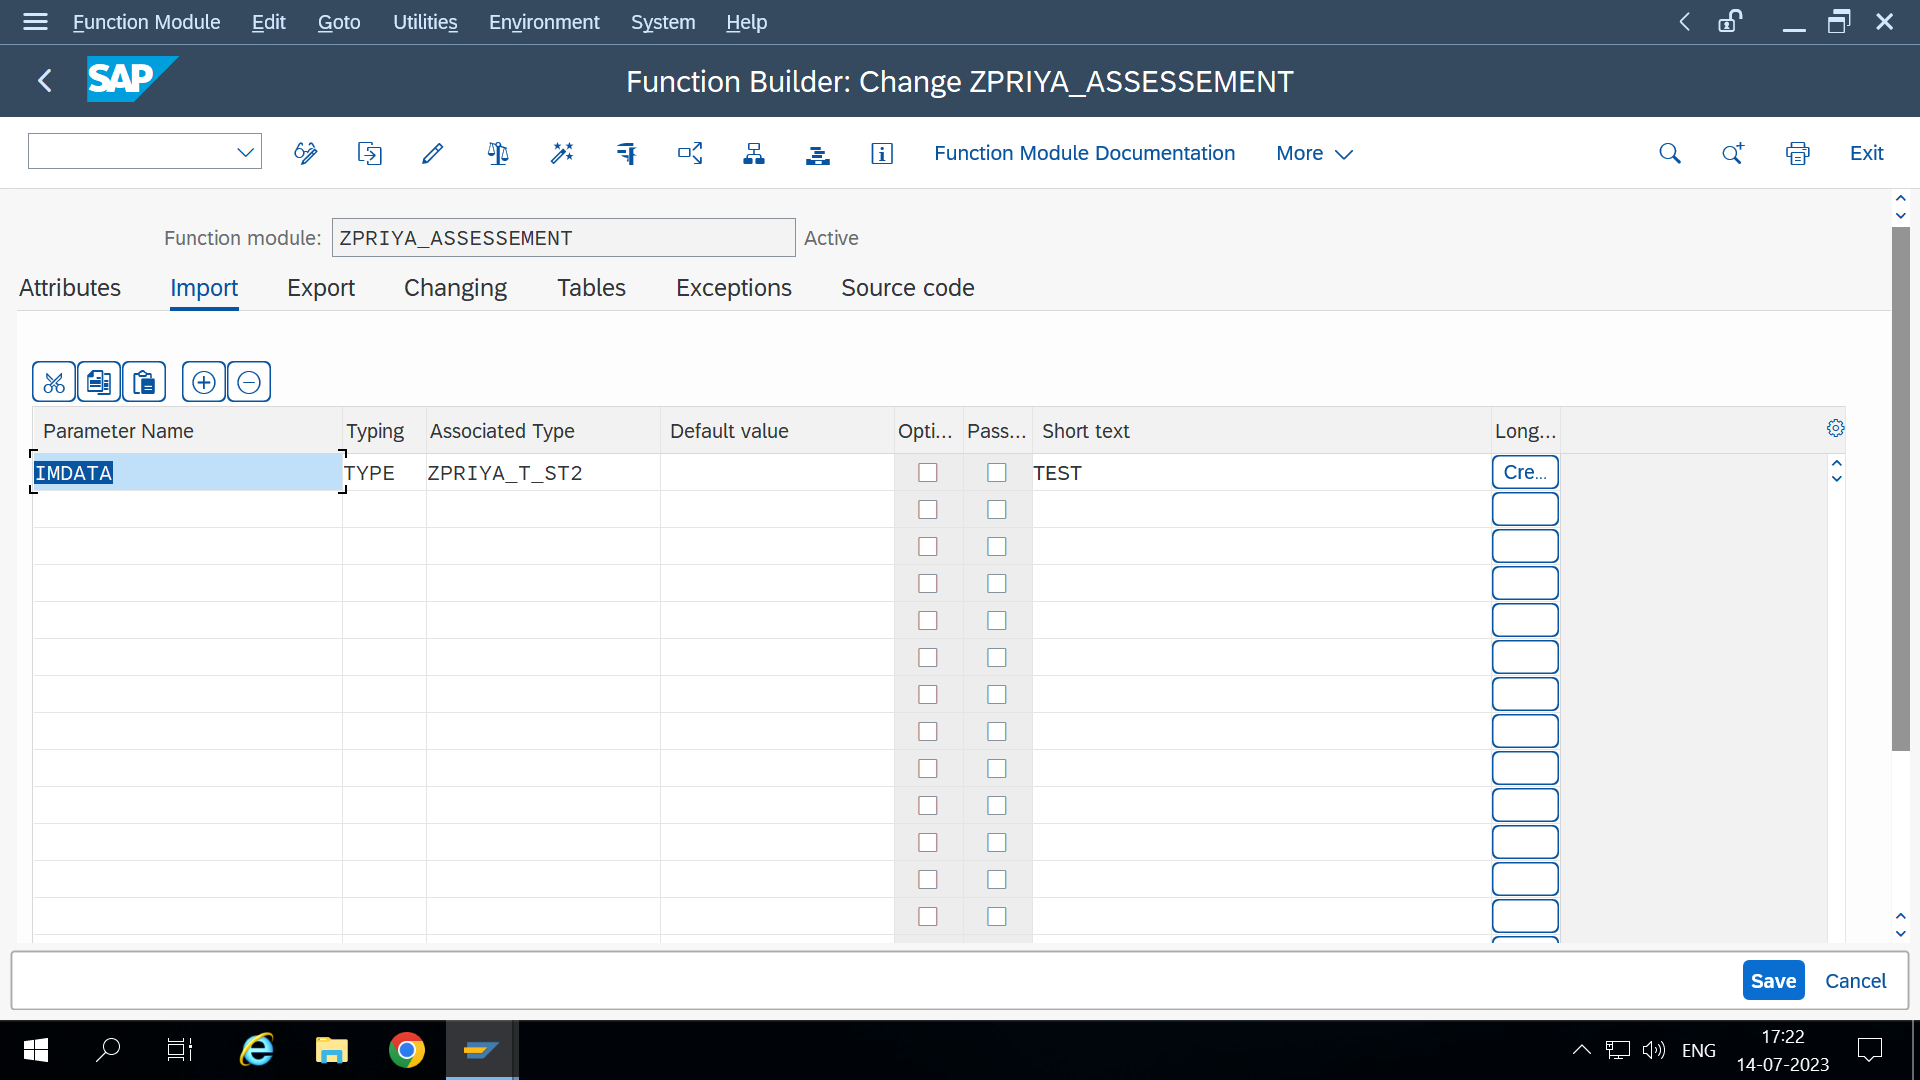 Function Module Edit Goto Utilities Environment System Help
SAP
Function Builder: Change ZPRIYA_ASSESSEMENT
Function Module Documentation More Exit
Function module: ZPRIYA_ASSESSEMENT Active
Attributes Import Export Changing Tables Exceptions Source code
Parameter Name Typing Associated Type Default value Opti... Pass... Short text Long...
IMDATA TYPE ZPRIYA_T_ST2 TEST Cre...
Save Cancel
ENG
17:22
14-07-2023